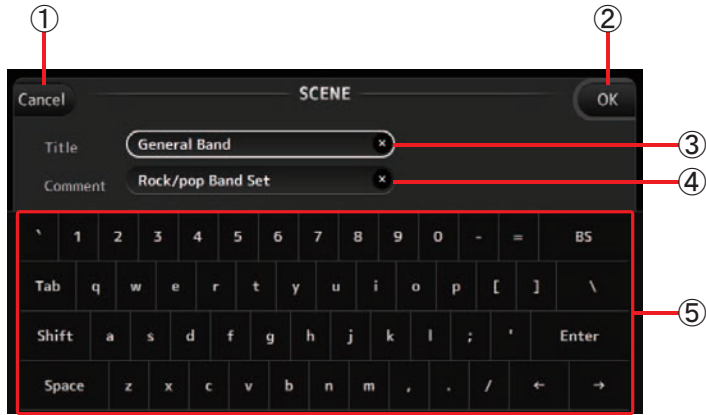 ① ②
Cancel SCENE OK
Title General Band × ③
Comment Rock/pop Band Set × ④
` 1 2 3 4 5 6 7 8 9 0 - = BS
Tab q w e r t y u i o p [ ] \
⑤
Shift a s d f g h j k l ; ' Enter
Space z x c v b n m , . / ← →